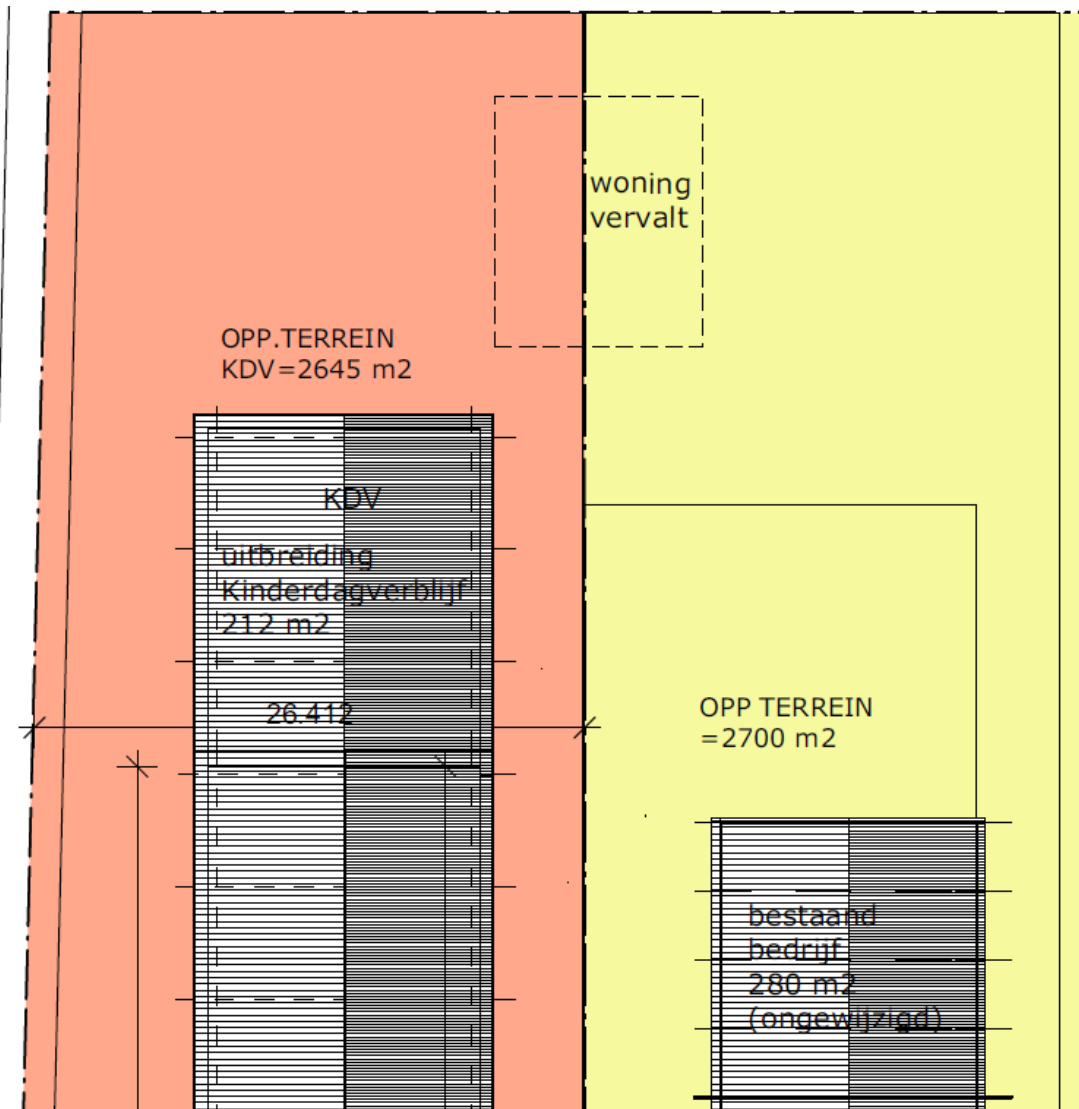 woning
vervalt
OPP.TERREIN
KDV=2645 m2
KDV
uitbreiding
Kinderdagverblijf
212 m2
26.412
OPP TERREIN
=2700 m2
bestaand
bedrijf
280 m2
(ongewijzigd)